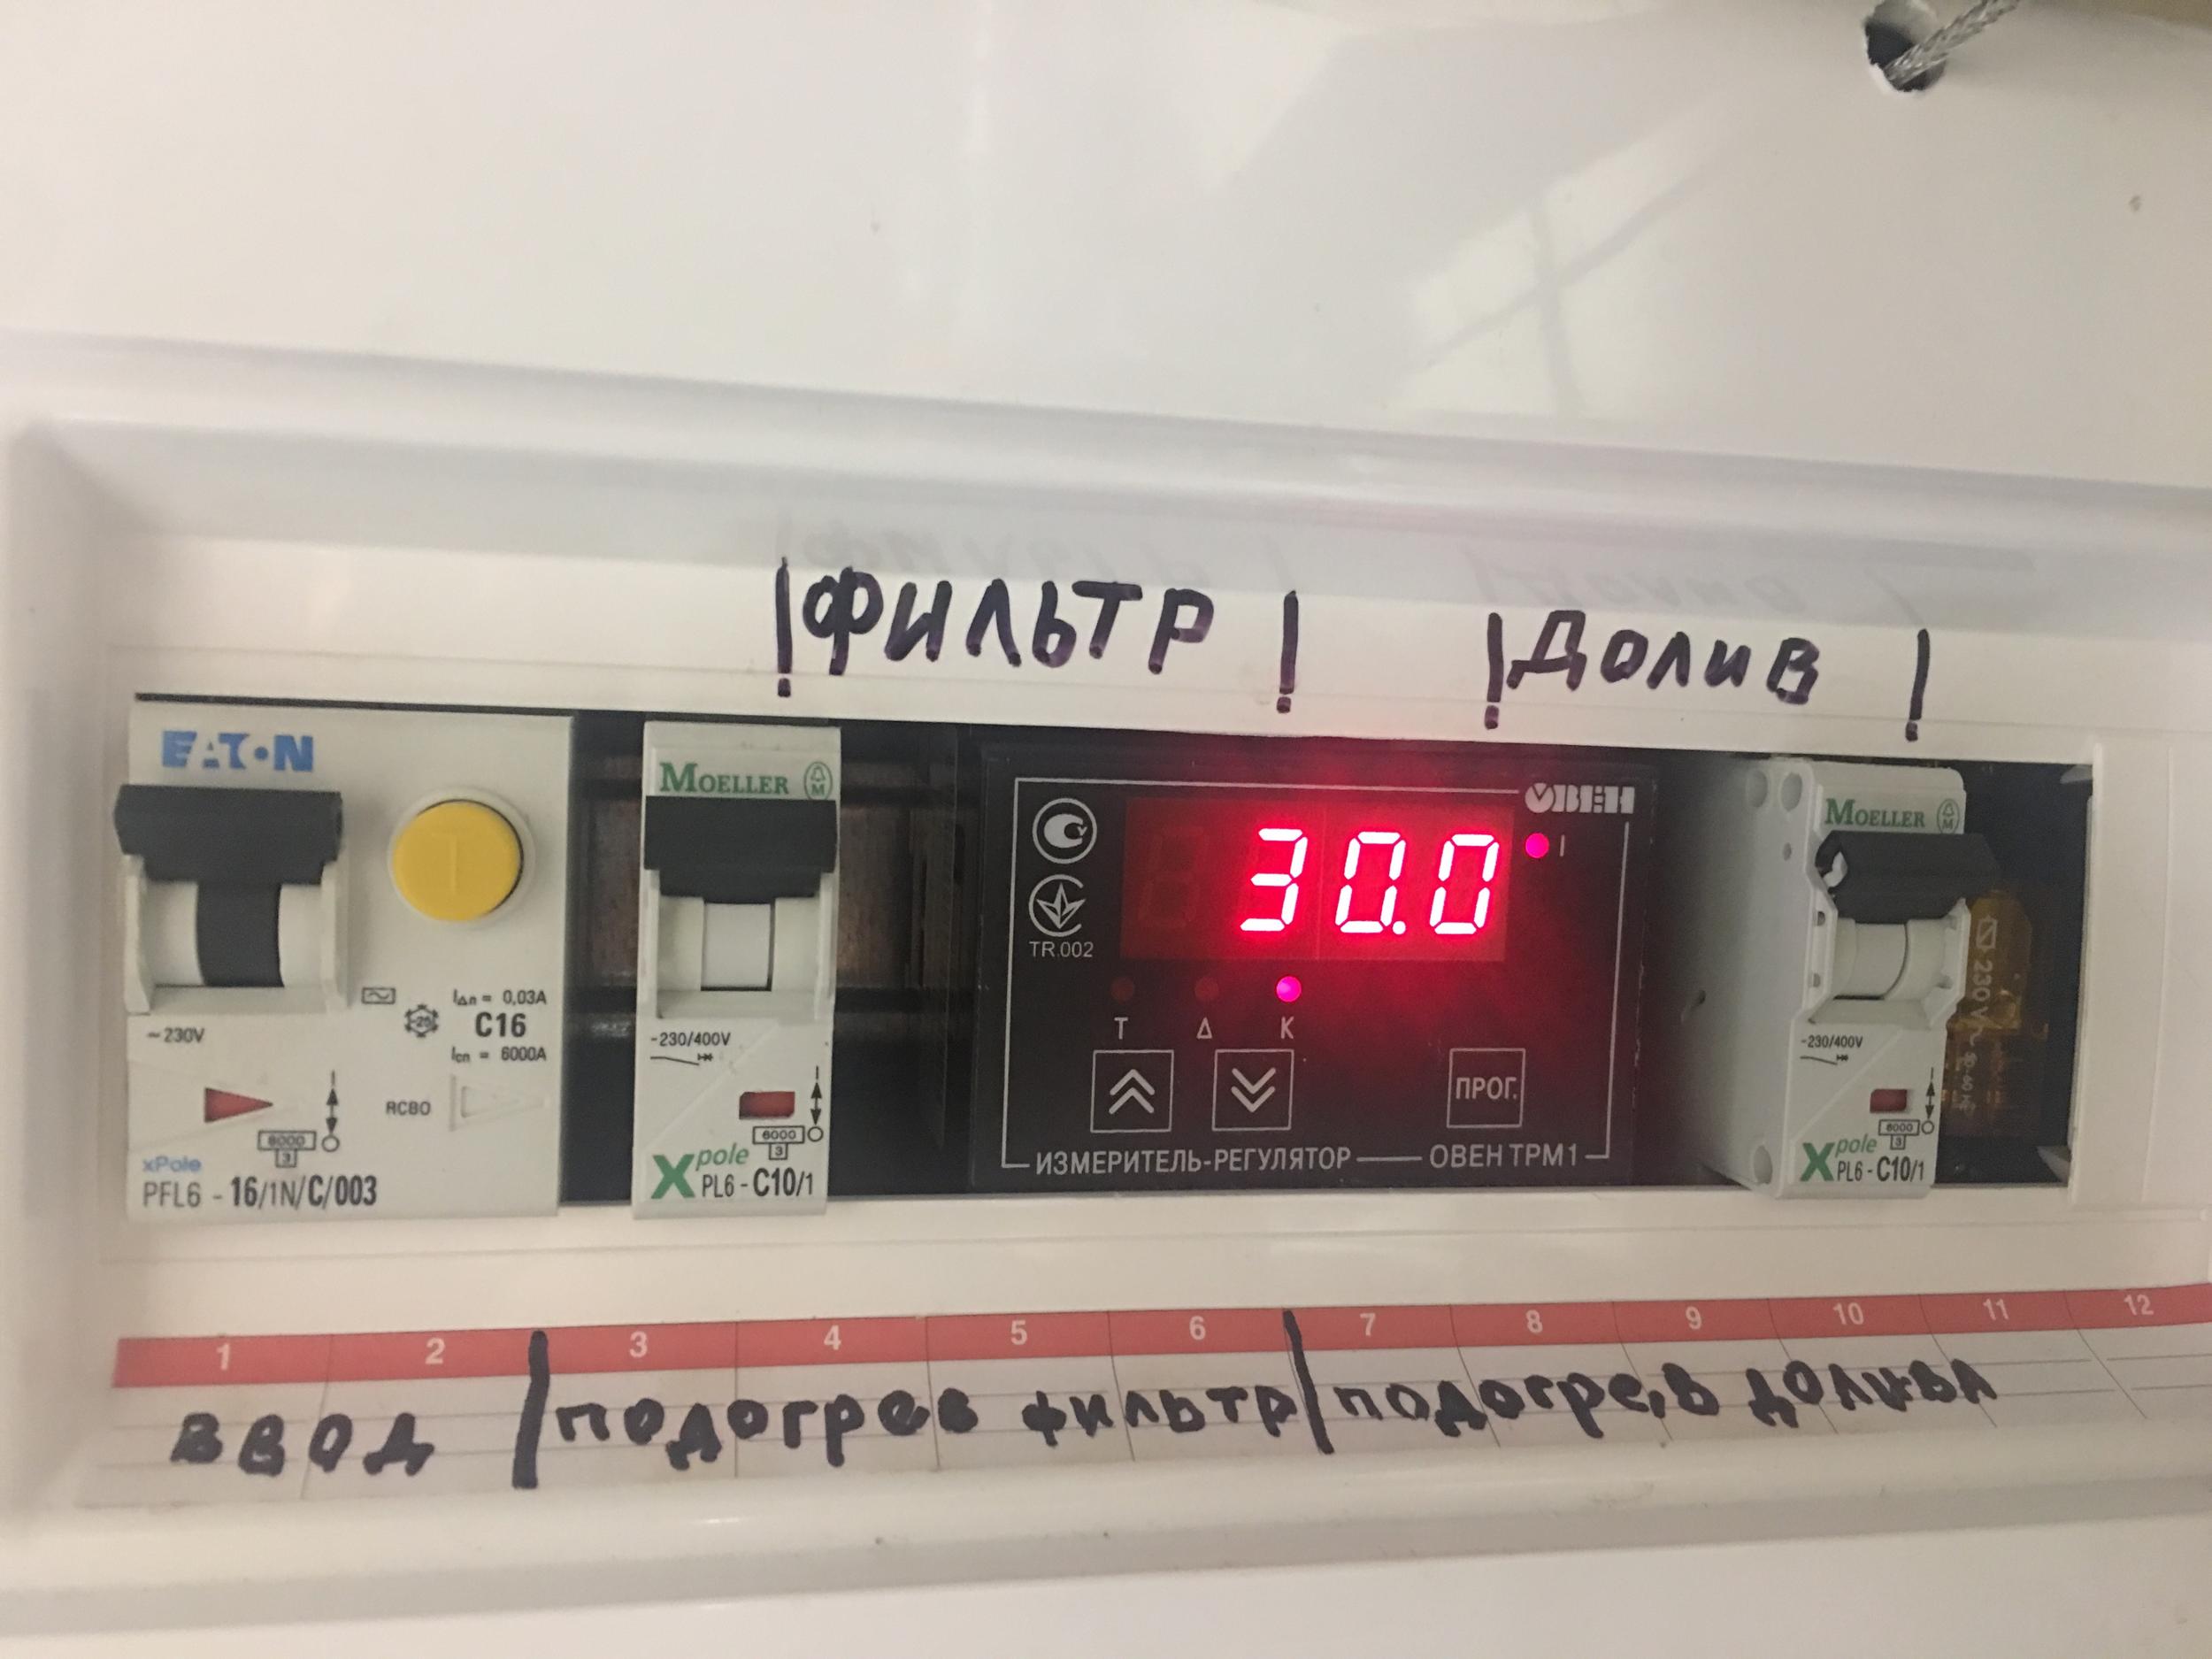 ФИЛЬТР
ДОЛИВ
EATON
~230V
IΔn = 0,03A
C16
Icn = 6000A
RCBO
6000
3
xPole
PFL6 - 16/1N/C/003
MOELLER
M
~230/400V
6000
3
Xpole
PL6 - C10/1
ОВЕН
TR.002
30.0
I
T
Δ
K
ПРОГ.
ИЗМЕРИТЕЛЬ-РЕГУЛЯТОР
ОВЕН ТРМ1
MOELLER
M
~230/400V
6000
3
Xpole
PL6 - C10/1
230 V~
1 2 3 4 5 6 7 8 9 10 11 12
ВВОД
подогрев фильтр
подогрев долива